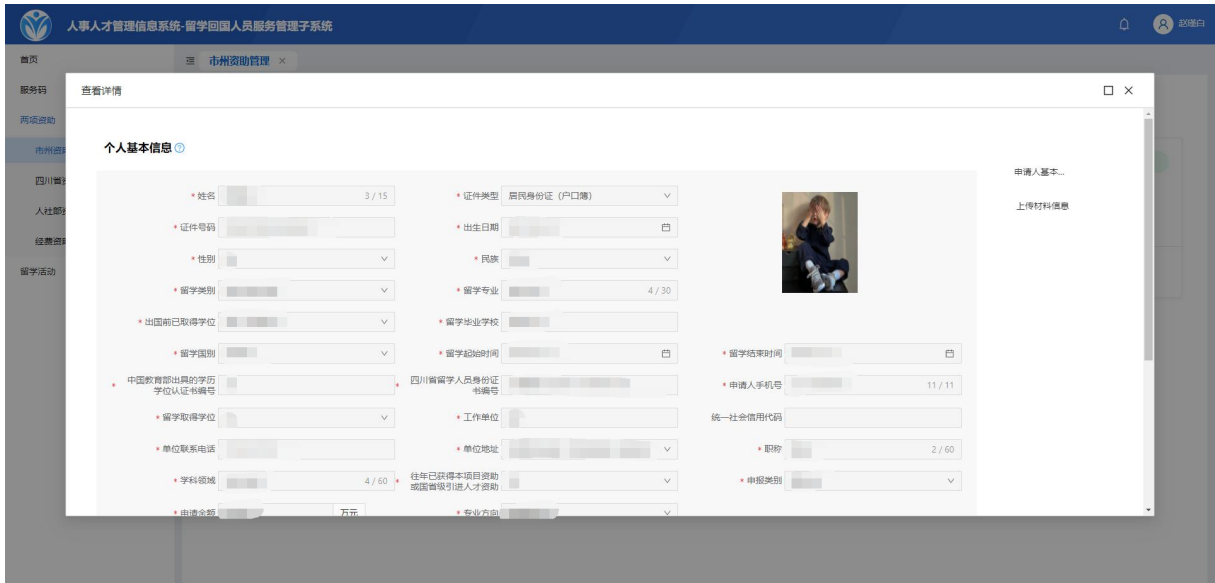 人事人才管理信息系统-留学回国人员服务管理子系统
首页
市州资助管理 ×
服务码
查看详情
两项资助
个人基本信息
市州资
申请人基本...
四川省
上传材料信息
人社部
经费资
留学活动
* 姓名 3 / 15
* 证件类型 居民身份证（户口簿）
* 证件号码
* 出生日期
* 性别
* 民族
* 留学类别
* 留学专业 4 / 30
* 出国前已取得学位
* 留学毕业学校
* 留学国别
* 留学起始时间
* 留学结束时间
* 中国教育部出具的学历
学位认证书编号
* 四川省留学人员身份证
书编号
* 申请人手机号 11 / 11
* 留学取得学位
* 工作单位
统一社会信用代码
* 单位联系电话
* 单位地址
* 职称 2 / 60
* 学科领域 4 / 60
* 往年已获得本项目资助
或国省级引进人才资助
* 申报类别
* 申请金额 万元
* 专业方向